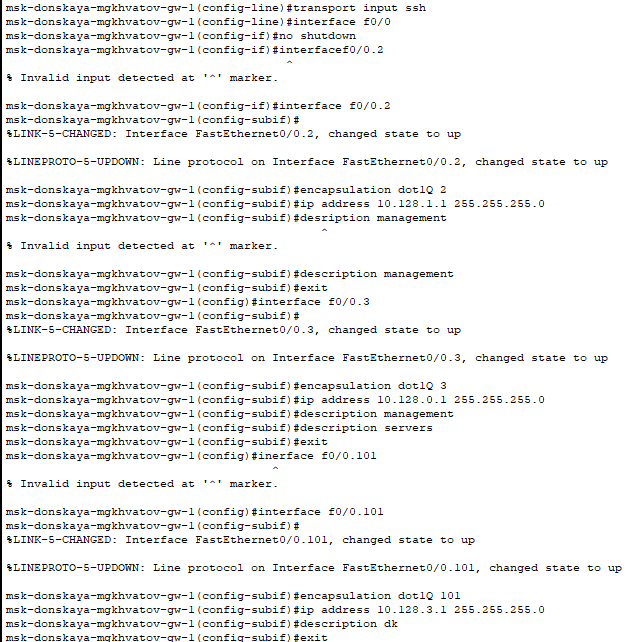 msk-donskaya-mgkhvatov-gw-1(config-line)#transport input ssh
msk-donskaya-mgkhvatov-gw-1(config-line)#interface f0/0
msk-donskaya-mgkhvatov-gw-1(config-if)#no shutdown
msk-donskaya-mgkhvatov-gw-1(config-if)#interfacef0/0.2
^
% Invalid input detected at '^' marker.
msk-donskaya-mgkhvatov-gw-1(config-if)#interface f0/0.2
msk-donskaya-mgkhvatov-gw-1(config-subif)#
%LINK-5-CHANGED: Interface FastEthernet0/0.2, changed state to up
%LINEPROTO-5-UPDOWN: Line protocol on Interface FastEthernet0/0.2, changed state to up
msk-donskaya-mgkhvatov-gw-1(config-subif)#encapsulation dot1Q 2
msk-donskaya-mgkhvatov-gw-1(config-subif)#ip address 10.128.1.1 255.255.255.0
msk-donskaya-mgkhvatov-gw-1(config-subif)#desription management
^
% Invalid input detected at '^' marker.
msk-donskaya-mgkhvatov-gw-1(config-subif)#description management
msk-donskaya-mgkhvatov-gw-1(config-subif)#exit
msk-donskaya-mgkhvatov-gw-1(config)#interface f0/0.3
msk-donskaya-mgkhvatov-gw-1(config-subif)#
%LINK-5-CHANGED: Interface FastEthernet0/0.3, changed state to up
%LINEPROTO-5-UPDOWN: Line protocol on Interface FastEthernet0/0.3, changed state to up
msk-donskaya-mgkhvatov-gw-1(config-subif)#encapsulation dot1Q 3
msk-donskaya-mgkhvatov-gw-1(config-subif)#ip address 10.128.0.1 255.255.255.0
msk-donskaya-mgkhvatov-gw-1(config-subif)#description management
msk-donskaya-mgkhvatov-gw-1(config-subif)#description servers
msk-donskaya-mgkhvatov-gw-1(config-subif)#exit
msk-donskaya-mgkhvatov-gw-1(config)#inerface f0/0.101
^
% Invalid input detected at '^' marker.
msk-donskaya-mgkhvatov-gw-1(config)#interface f0/0.101
msk-donskaya-mgkhvatov-gw-1(config-subif)#
%LINK-5-CHANGED: Interface FastEthernet0/0.101, changed state to up
%LINEPROTO-5-UPDOWN: Line protocol on Interface FastEthernet0/0.101, changed state to up
msk-donskaya-mgkhvatov-gw-1(config-subif)#encapsulation dot1Q 101
msk-donskaya-mgkhvatov-gw-1(config-subif)#ip address 10.128.3.1 255.255.255.0
msk-donskaya-mgkhvatov-gw-1(config-subif)#description dk
msk-donskaya-mgkhvatov-gw-1(config-subif)#exit